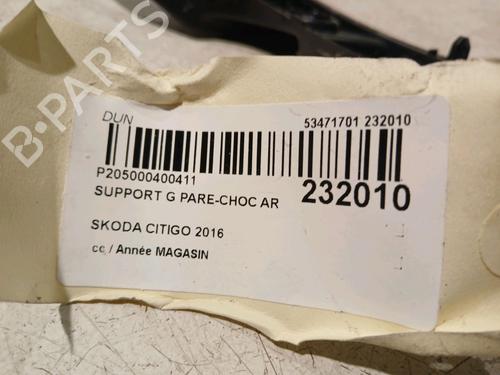 DUN
53471701 232010
P205000400411
232010
SUPPORT G PARE-CHOC AR
SKODA CITIGO 2016
cc / Année MAGASIN
B-PARTS